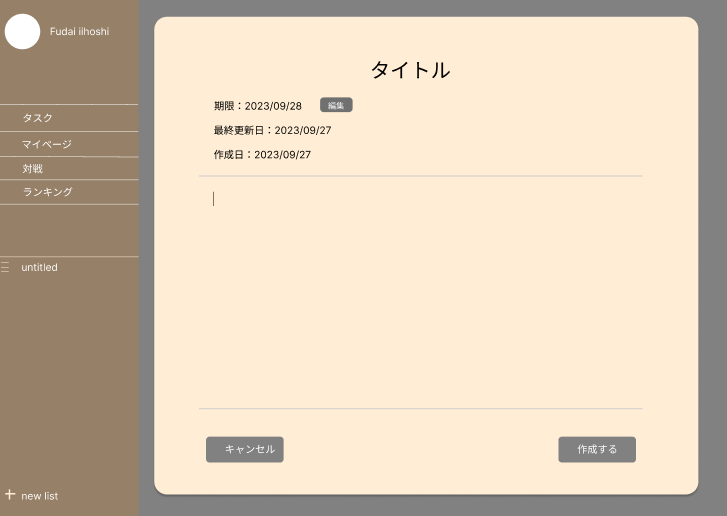 Fudai iihoshi
タスク
マイページ
対戦
ランキング
untitled
+ new list
タイトル
期限：2023/09/28 編集
最終更新日：2023/09/27
作成日：2023/09/27
キャンセル 作成する